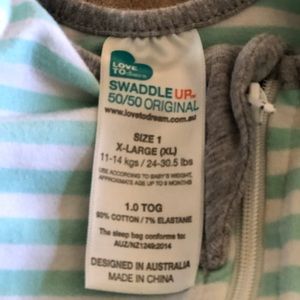 LOVE
TO dream
SWADDLE UP™
50/50 ORIGINAL
www.lovetodream.com.au
SIZE 1
X-LARGE (XL)
11-14 kgs / 24-30.5 lbs
USE ACCORDING TO BABY'S WEIGHT,
APPROXIMATE AGE UP TO 9 MONTHS
1.0 TOG
93% COTTON / 7% ELASTANE
The sleep bag conforms to:
AUZ/NZ1249:2014
DESIGNED IN AUSTRALIA
MADE IN CHINA